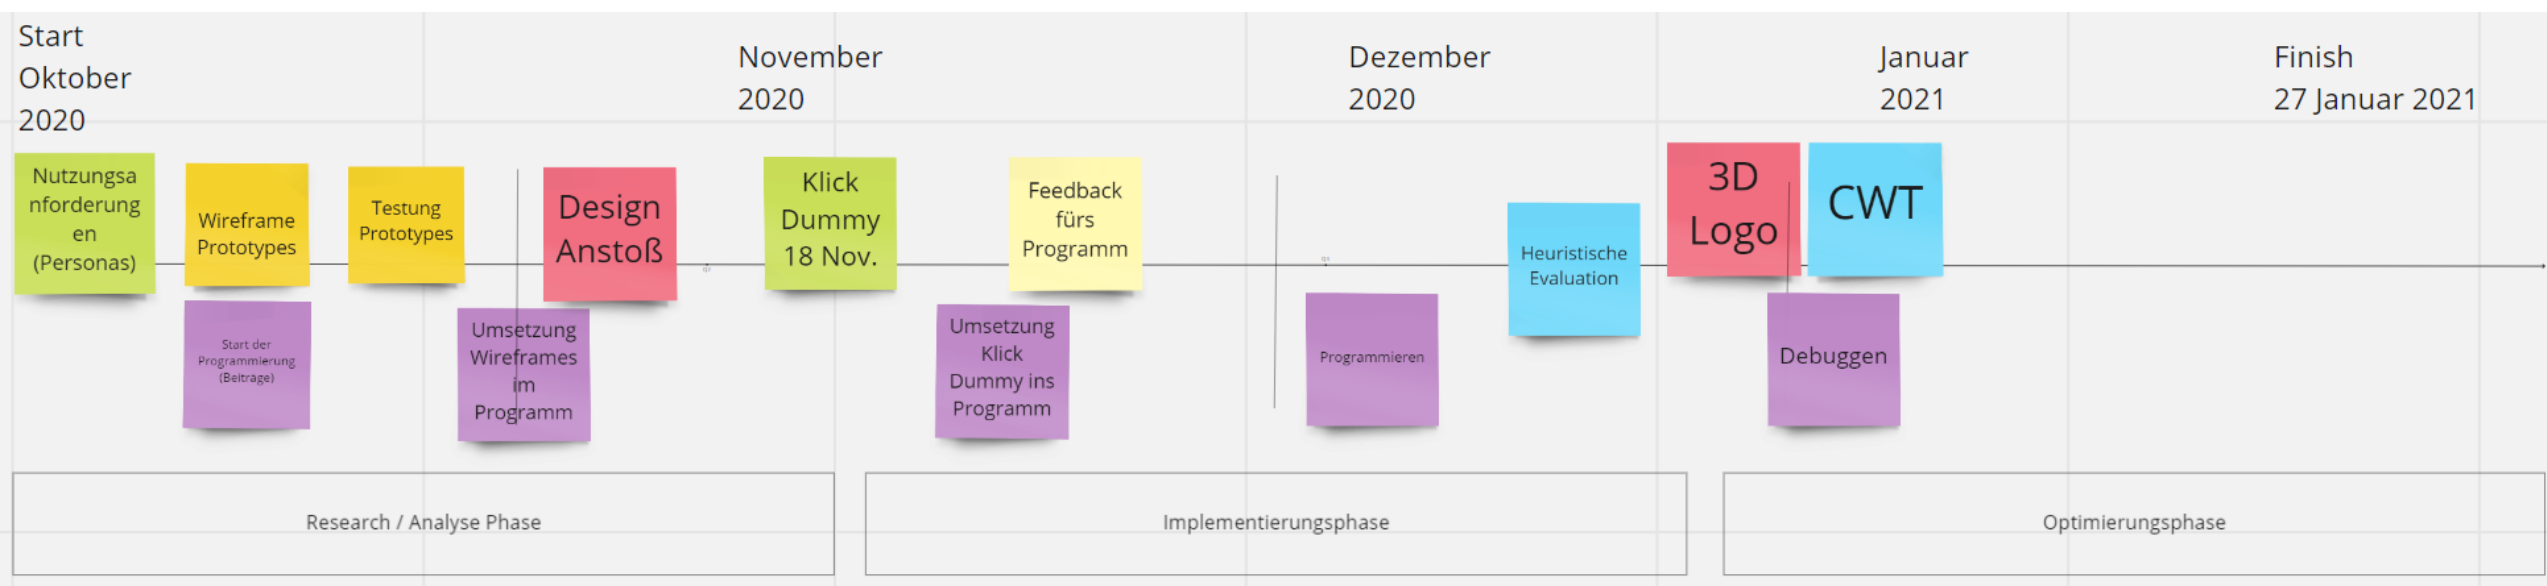 Start
Oktober
2020
November
2020
Dezember
2020
Januar
2021
Finish
27 Januar 2021
Nutzungsa
nforderung
en
(Personas)
Wireframe
Prototypes
Testung
Prototypes
Design
Anstoß
Klick
Dummy
18 Nov.
Feedback
fürs
Programm
Heuristische
Evaluation
3D
Logo
CWT
Start der
Programmierung
(Beitrage)
Umsetzung
Wireframes
im
Programm
Umsetzung
Klick
Dummy ins
Programm
Programmieren
Debuggen
Research / Analyse Phase
Implementierungsphase
Optimierungsphase